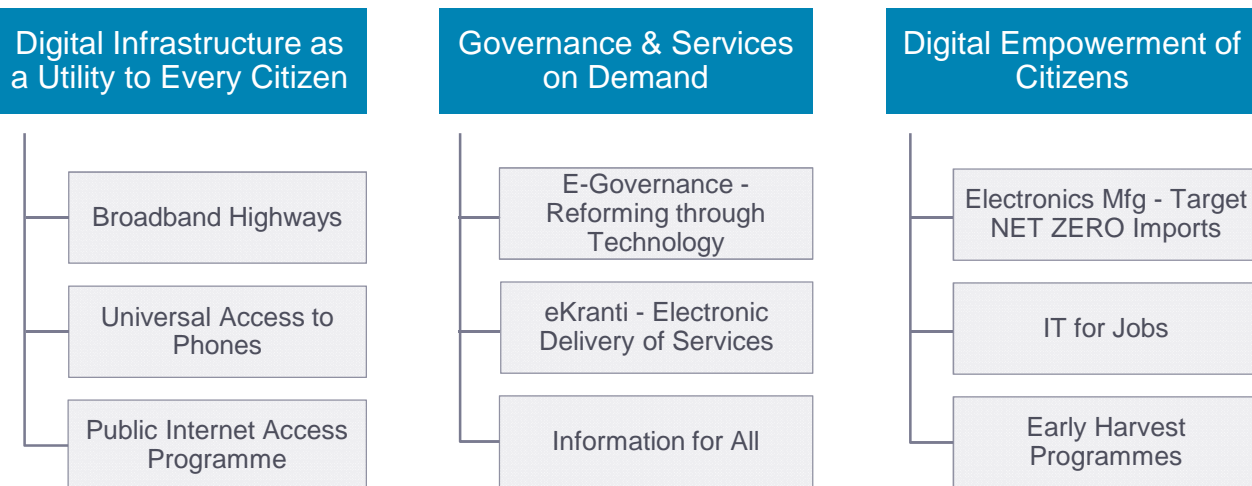 Digital Infrastructure as
a Utility to Every Citizen
Broadband Highways
Universal Access to
Phones
Public Internet Access
Programme
Governance & Services
on Demand
E-Governance -
Reforming through
Technology
eKranti - Electronic
Delivery of Services
Information for All
Digital Empowerment of
Citizens
Electronics Mfg - Target
NET ZERO Imports
IT for Jobs
Early Harvest
Programmes